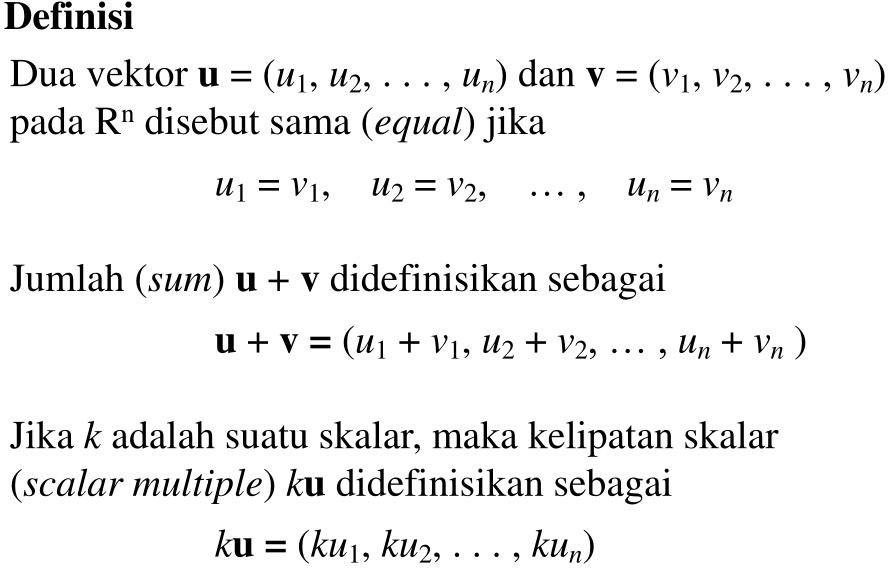 Definisi
Dua vektor u = (u₁, u₂, . . . , uₙ) dan v = (v₁, v₂, . . . , vₙ)
pada Rⁿ disebut sama (equal) jika
u₁ = v₁, u₂ = v₂, … , uₙ = vₙ
Jumlah (sum) u + v didefinisikan sebagai
u + v = (u₁ + v₁, u₂ + v₂, … , uₙ + vₙ )
Jika k adalah suatu skalar, maka kelipatan skalar
(scalar multiple) ku didefinisikan sebagai
ku = (ku₁, ku₂, . . . , kuₙ)